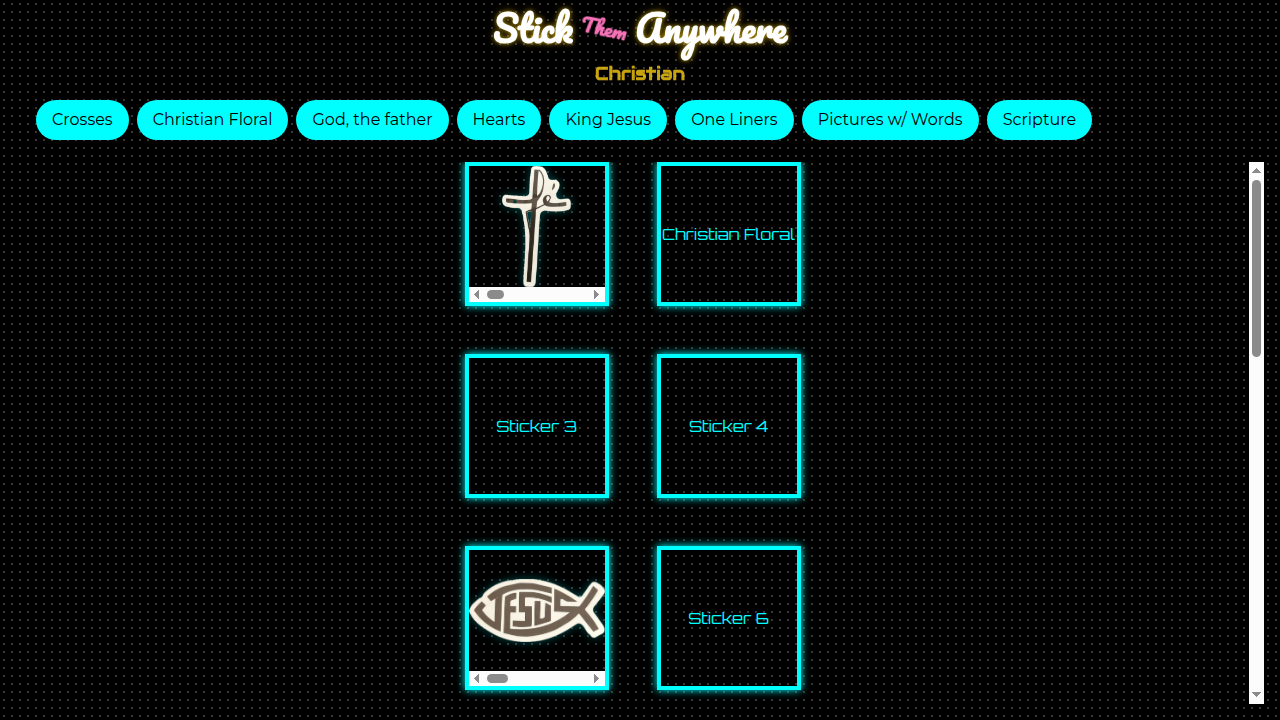 Stick Them Anywhere
Christian
Crosses Christian Floral God, the father Hearts King Jesus One Liners Pictures w/ Words Scripture
Christian Floral
Sticker 3 Sticker 4
JESUS
Sticker 6